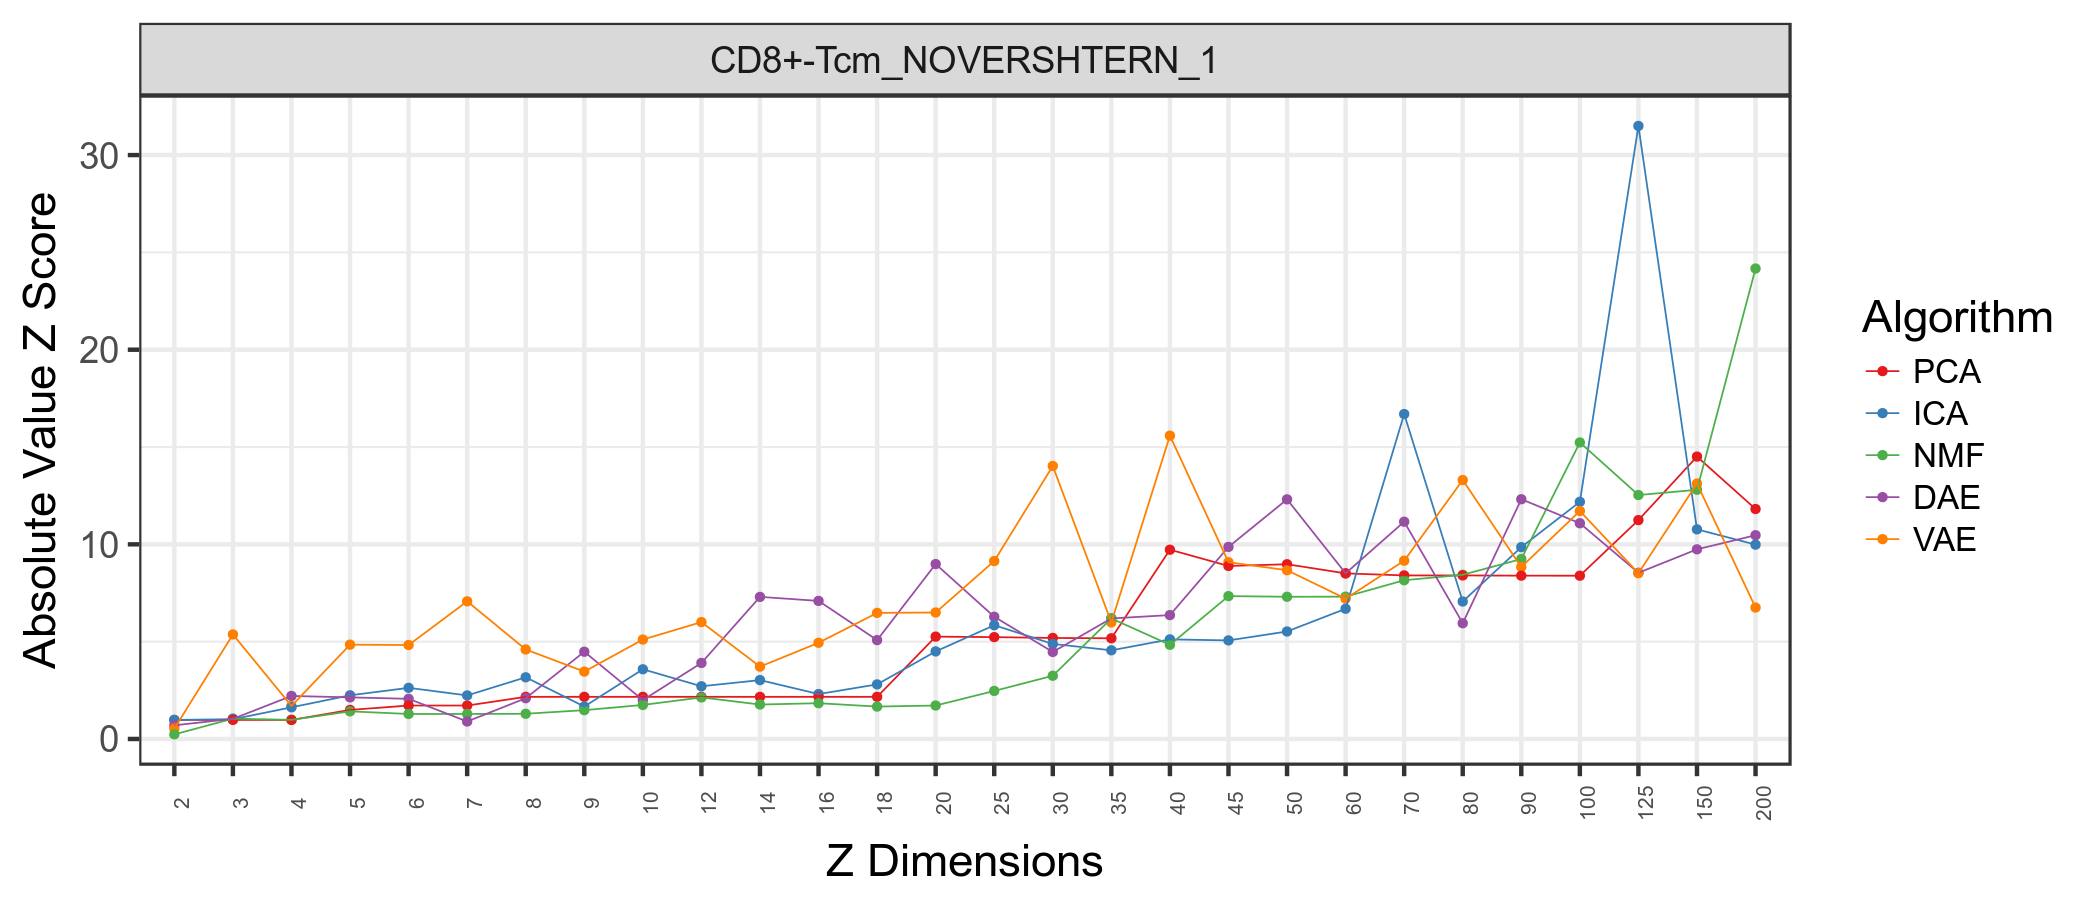 CD8+-Tcm_NOVERSHTERN_1
Absolute Value Z Score
30
20
10
0
2 3 4 5 6 7 8 9 10 12 14 16 18 20 25 30 35 40 45 50 60 70 80 90 100 125 150 200
Z Dimensions
Algorithm
PCA
ICA
NMF
DAE
VAE